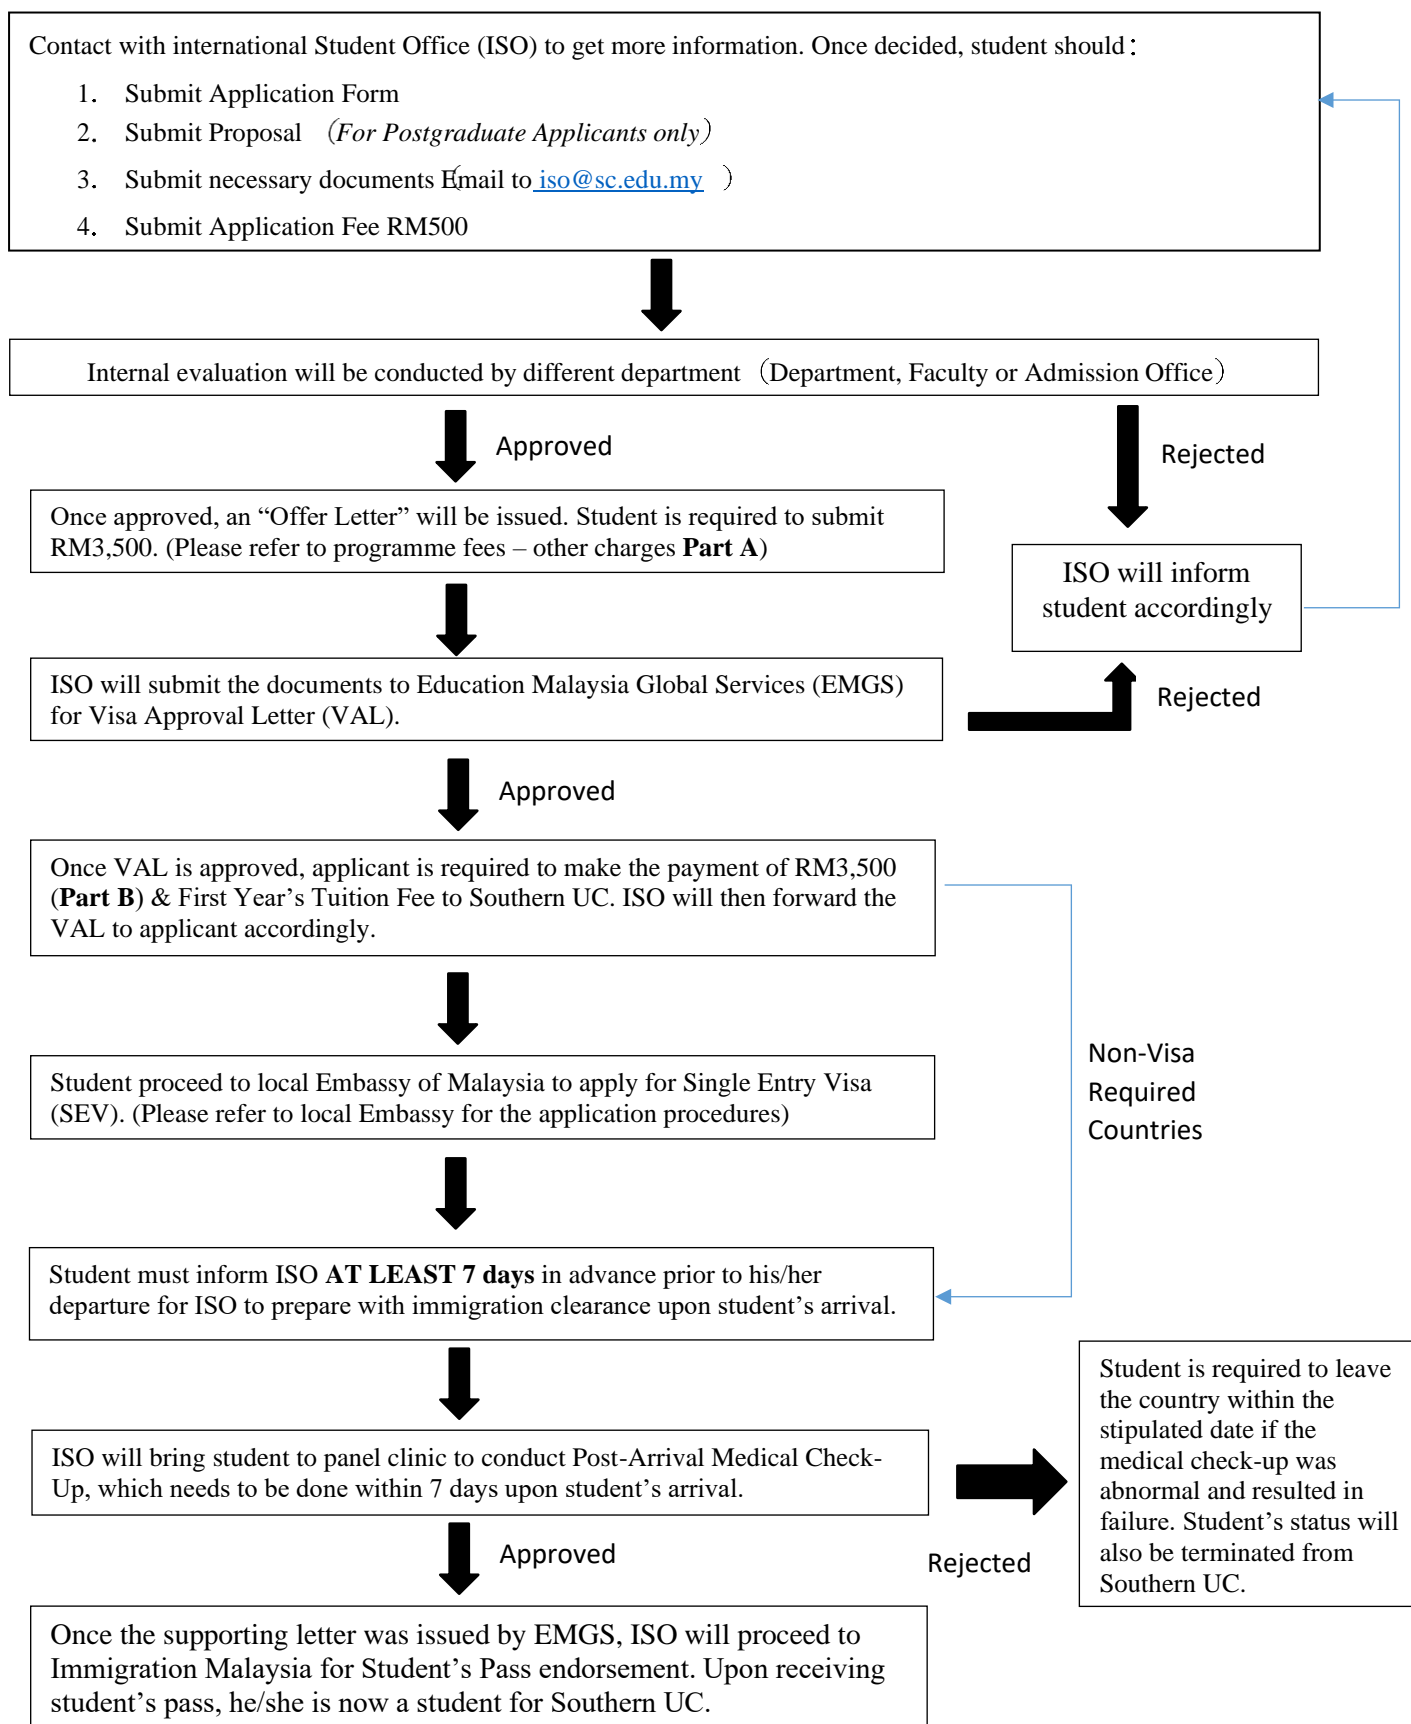 Contact with international Student Office (ISO) to get more information. Once decided, student should：
1. Submit Application Form
2. Submit Proposal （For Postgraduate Applicants only）
3. Submit necessary documents（Email to iso@sc.edu.my ）
4. Submit Application Fee RM500
Internal evaluation will be conducted by different department（Department, Faculty or Admission Office）
Approved
Rejected
Once approved, an “Offer Letter” will be issued. Student is required to submit
RM3,500. (Please refer to programme fees – other charges Part A)
ISO will inform
student accordingly
ISO will submit the documents to Education Malaysia Global Services (EMGS)
for Visa Approval Letter (VAL).
Rejected
Approved
Once VAL is approved, applicant is required to make the payment of RM3,500
(Part B) & First Year’s Tuition Fee to Southern UC. ISO will then forward the
VAL to applicant accordingly.
Non-Visa
Required
Countries
Student proceed to local Embassy of Malaysia to apply for Single Entry Visa
(SEV). (Please refer to local Embassy for the application procedures)
Student must inform ISO AT LEAST 7 days in advance prior to his/her
departure for ISO to prepare with immigration clearance upon student’s arrival.
ISO will bring student to panel clinic to conduct Post-Arrival Medical Check-
Up, which needs to be done within 7 days upon student’s arrival.
Student is required to leave
the country within the
stipulated date if the
medical check-up was
abnormal and resulted in
failure. Student’s status will
also be terminated from
Southern UC.
Approved
Rejected
Once the supporting letter was issued by EMGS, ISO will proceed to
Immigration Malaysia for Student’s Pass endorsement. Upon receiving
student’s pass, he/she is now a student for Southern UC.